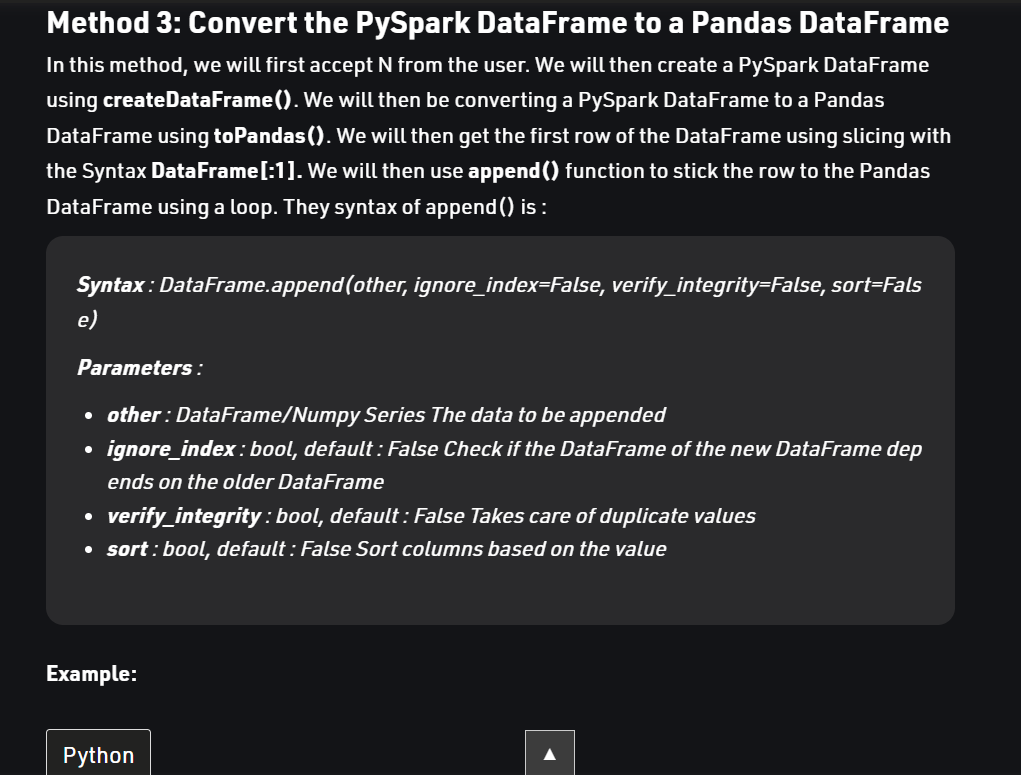 Method 3: Convert the PySpark DataFrame to a Pandas DataFrame
In this method, we will first accept N from the user. We will then create a PySpark DataFrame
using createDataFrame(). We will then be converting a PySpark DataFrame to a Pandas
DataFrame using toPandas(). We will then get the first row of the DataFrame using slicing with
the Syntax DataFrame[:1]. We will then use append() function to stick the row to the Pandas
DataFrame using a loop. They syntax of append() is :
Syntax : DataFrame.append(other, ignore_index=False, verify_integrity=False, sort=Fals
e)
Parameters :
• other : DataFrame/Numpy Series The data to be appended
• ignore_index : bool, default : False Check if the DataFrame of the new DataFrame dep
ends on the older DataFrame
• verify_integrity : bool, default : False Takes care of duplicate values
• sort : bool, default : False Sort columns based on the value
Example:
Python
▲